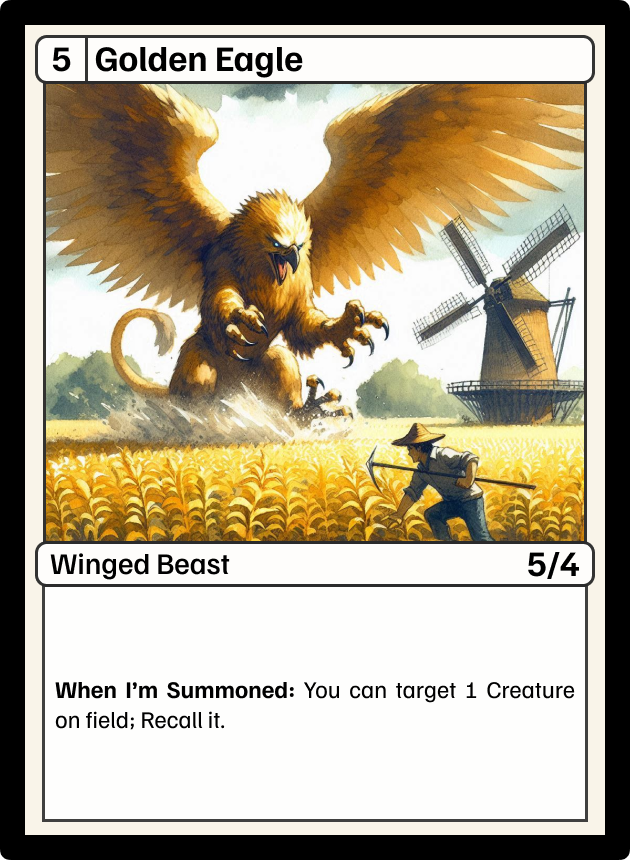 5 Golden Eagle
Winged Beast 5/4
When I'm Summoned: You can target 1 Creature
on field; Recall it.